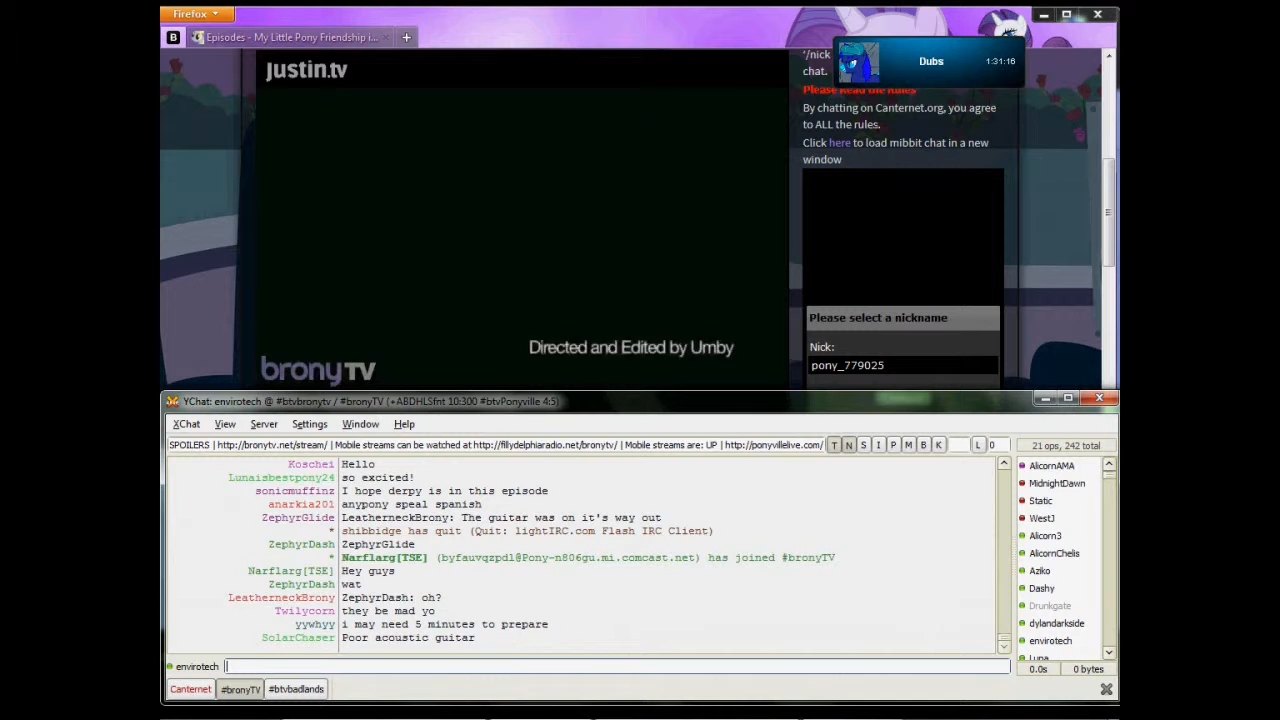 Firefox
B Episodes - My Little Pony Friendship i... +
Justin.tv
'/nick
chat.
Dubs 1:31:16
Please Read the Rules
By chatting on Canternet.org, you agree
to ALL the rules.
Click here to load mibbit chat in a new
window
Please select a nickname
Nick:
pony_779025
Directed and Edited by Umby
bronyTV
YChat: envirotech @ #btvbronytv / #bronyTV (+ABDHLSfnt 10:300 #btvPonyville 4:5)
XChat View Server Settings Window Help
SPOILERS | http://bronytv.net/stream/ | Mobile streams can be watched at http://fillydelphiaradio.net/bronytv/ | Mobile streams are: UP | http://ponyvillelive.com/ T N S I P M B K L 0 21 ops, 242 total
Koschei Hello
Lunaisbestpony24 so excited!
sonicmuffinz I hope derpy is in this episode
anarkia201 anypony speal spanish
ZephyrGlide LeatherneckBrony: The guitar was on it's way out
* shibbidge has quit (Quit: lightIRC.com Flash IRC Client)
ZephyrDash ZephyrGlide
* Narflarg[TSE] (byfauvqzpdl@Pony-n806gu.mi.comcast.net) has joined #bronyTV
Narflarg[TSE] Hey guys
ZephyrDash wat
LeatherneckBrony ZephyrDash: oh?
Twilycorn they be mad yo
yywhyy i may need 5 minutes to prepare
SolarChaser Poor acoustic guitar
AlicornAMA
MidnightDawn
Static
WestJ
Alicorn3
AlicornChelis
Aziko
Dashy
Drunkgate
dylandarkside
envirotech
Luna
envirotech
0.0s 0 bytes
Canternet #bronyTV #btvbadlands